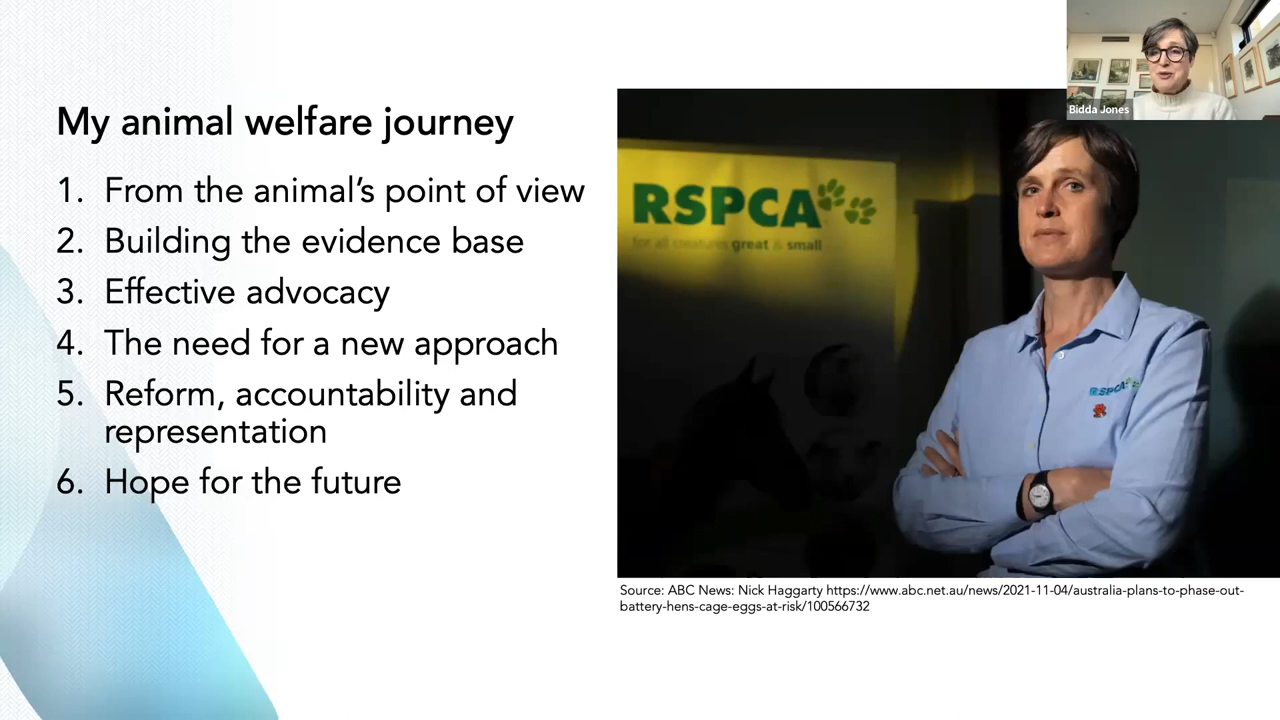 Bidda Jones
My animal welfare journey
1. From the animal's point of view
2. Building the evidence base
3. Effective advocacy
4. The need for a new approach
5. Reform, accountability and
representation
6. Hope for the future
RSPCA
for all creatures great & small
RSPCA
Source: ABC News: Nick Haggarty https://www.abc.net.au/news/2021-11-04/australia-plans-to-phase-out-
battery-hens-cage-eggs-at-risk/100566732